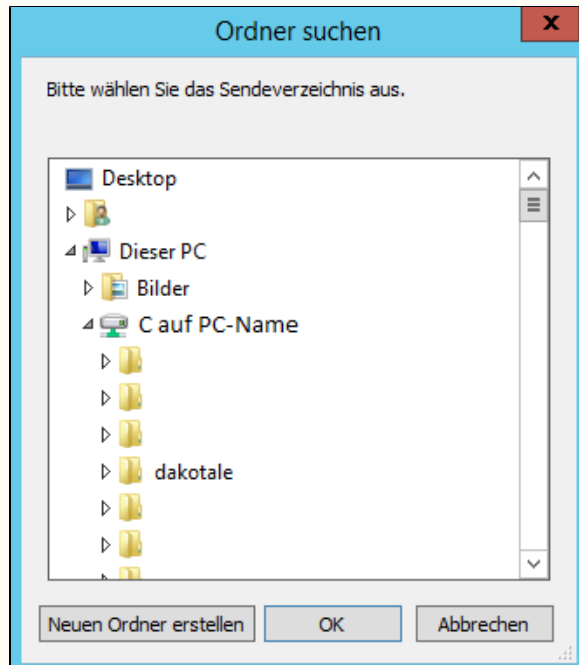 Ordner suchen
x
Bitte wählen Sie das Sendeverzeichnis aus.
Desktop
Dieser PC
Bilder
C auf PC-Name
dakotale
Neuen Ordner erstellen
OK
Abbrechen